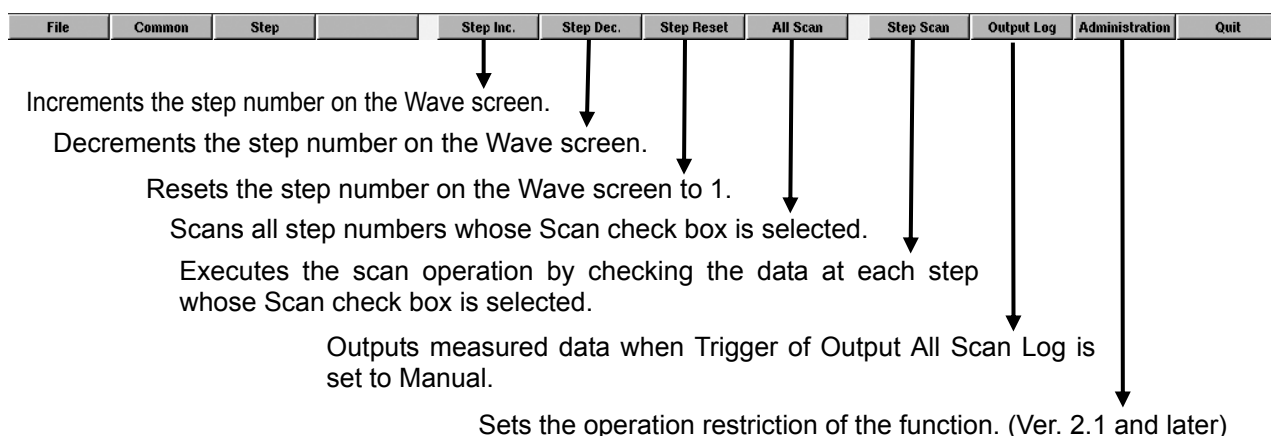 File Common Step Step Inc. Step Dec. Step Reset All Scan Step Scan Output Log Administration Quit
Increments the step number on the Wave screen.
Decrements the step number on the Wave screen.
Resets the step number on the Wave screen to 1.
Scans all step numbers whose Scan check box is selected.
Executes the scan operation by checking the data at each step
whose Scan check box is selected.
Outputs measured data when Trigger of Output All Scan Log is
set to Manual.
Sets the operation restriction of the function. (Ver. 2.1 and later)